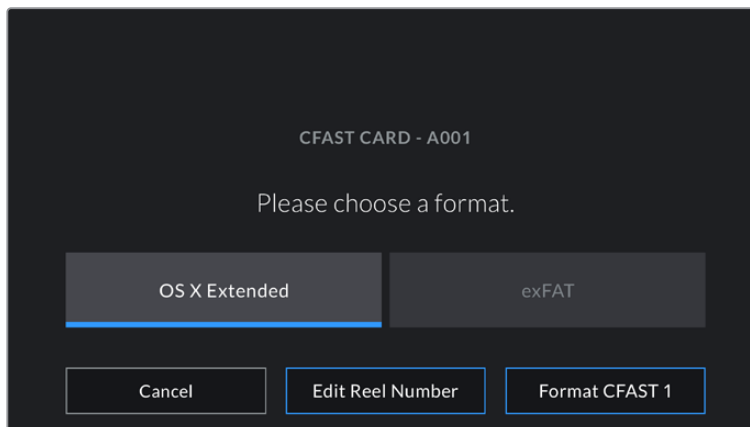 CFAST CARD - A001
Please choose a format.
OS X Extended exFAT
Cancel Edit Reel Number Format CFAST 1